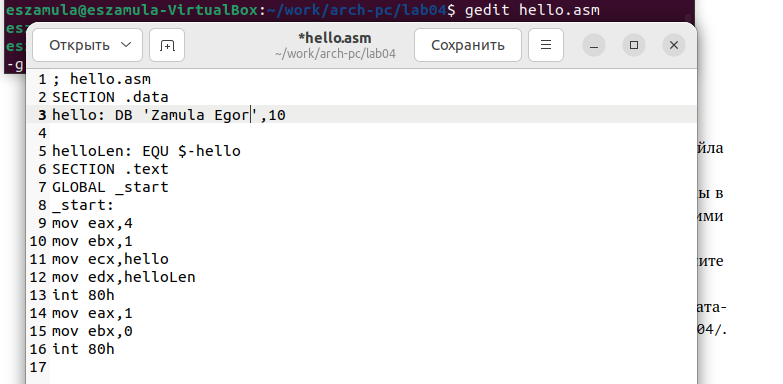 eszamula@eszamula-VirtualBox:~/work/arch-pc/lab04$ gedit hello.asm
es
es
-g
Открыть
*hello.asm
~/work/arch-pc/lab04
Сохранить
1 ; hello.asm
2 SECTION .data
3 hello: DB 'Zamula Egor',10
4
5 helloLen: EQU $-hello
6 SECTION .text
7 GLOBAL _start
8 _start:
9 mov eax,4
10 mov ebx,1
11 mov ecx,hello
12 mov edx,helloLen
13 int 80h
14 mov eax,1
15 mov ebx,0
16 int 80h
17
йла
ы в
ими
ите
ата-
04/.